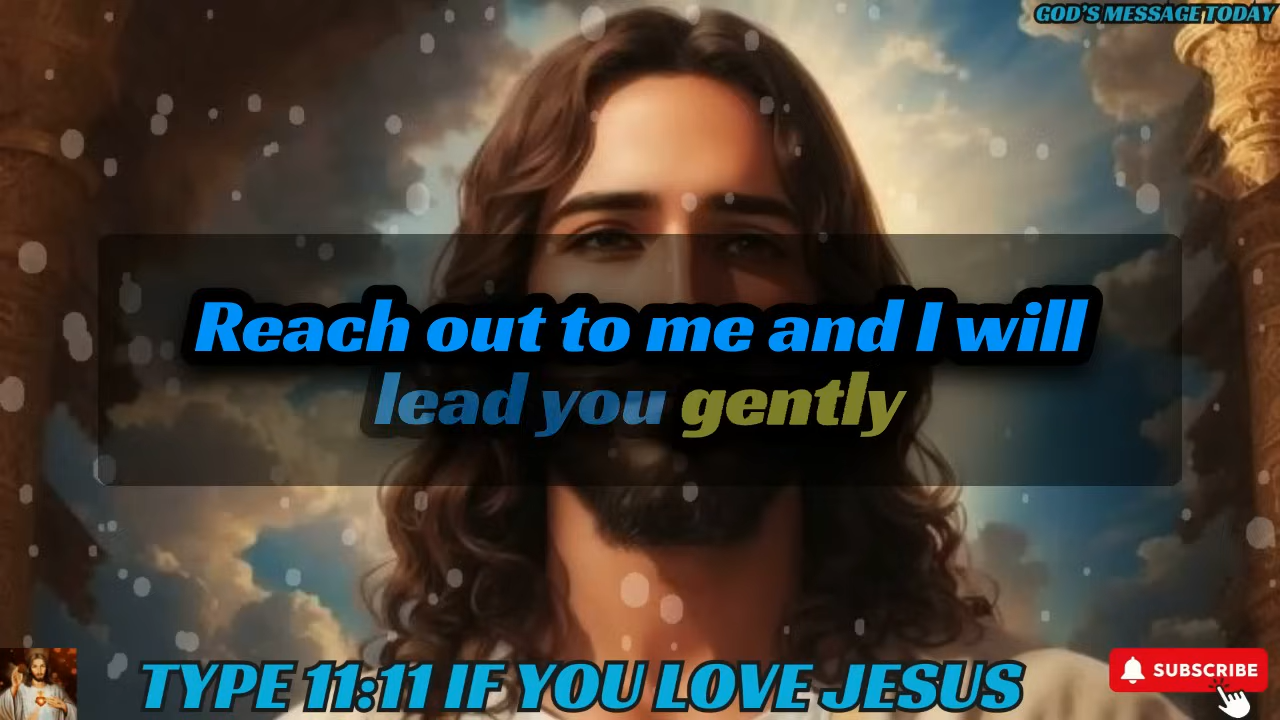 GOD'S MESSAGE TODAY
Reach out to me and I will
lead you gently
TYPE 11:11 IF YOU LOVE JESUS
SUBSCRIBE